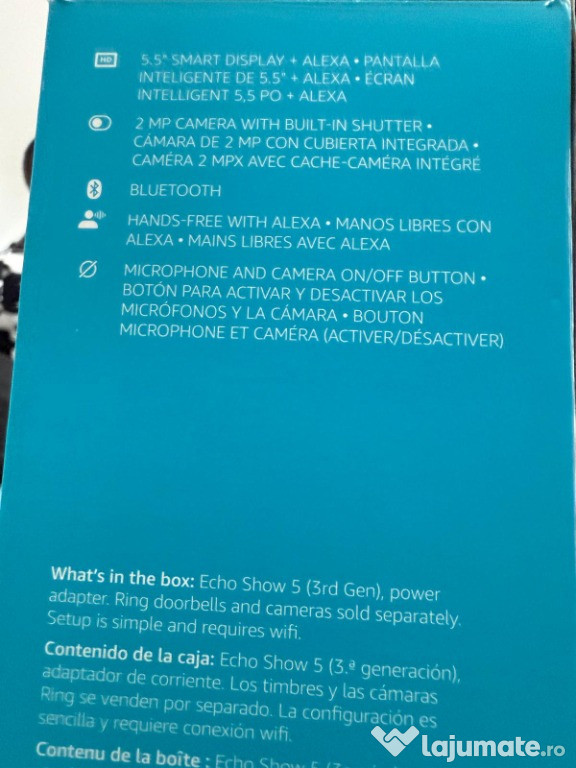 HD
5.5" SMART DISPLAY + ALEXA • PANTALLA
INTELIGENTE DE 5.5" + ALEXA • ÉCRAN
INTELLIGENT 5,5 PO + ALEXA
2 MP CAMERA WITH BUILT-IN SHUTTER •
CÁMARA DE 2 MP CON CUBIERTA INTEGRADA •
CAMÉRA 2 MPX AVEC CACHE-CAMÉRA INTÉGRÉ
BLUETOOTH
HANDS-FREE WITH ALEXA • MANOS LIBRES CON
ALEXA • MAINS LIBRES AVEC ALEXA
MICROPHONE AND CAMERA ON/OFF BUTTON •
BOTÓN PARA ACTIVAR Y DESACTIVAR LOS
MICRÓFONOS Y LA CÁMARA • BOUTON
MICROPHONE ET CAMÉRA (ACTIVER/DÉSACTIVER)
What's in the box: Echo Show 5 (3rd Gen), power
adapter. Ring doorbells and cameras sold separately.
Setup is simple and requires wifi.
Contenido de la caja: Echo Show 5 (3.ª generación),
adaptador de corriente. Los timbres y las cámaras
Ring se venden por separado. La configuración es
sencilla y requiere conexión wifi.
Contenu de la boîte : Echo Show 5
lajumate.ro